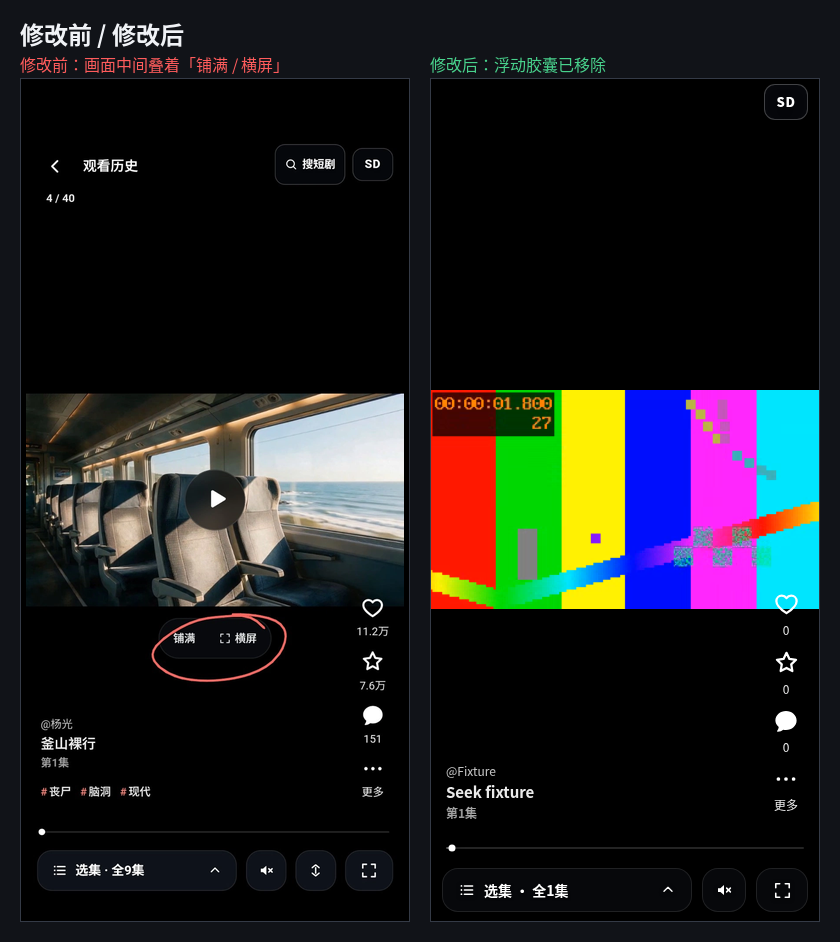 修改前 / 修改后
修改前：画面中间叠着「铺满 / 横屏」
观看历史
搜短剧
SD
4 / 40
铺满
横屏
11.2万
7.6万
151
更多
@杨光
釜山裸行
第1集
#丧尸 #脑洞 #现代
选集 · 全9集
修改后：浮动胶囊已移除
SD
00:00:01.800
27
0
0
0
更多
@Fixture
Seek fixture
第1集
选集 · 全1集